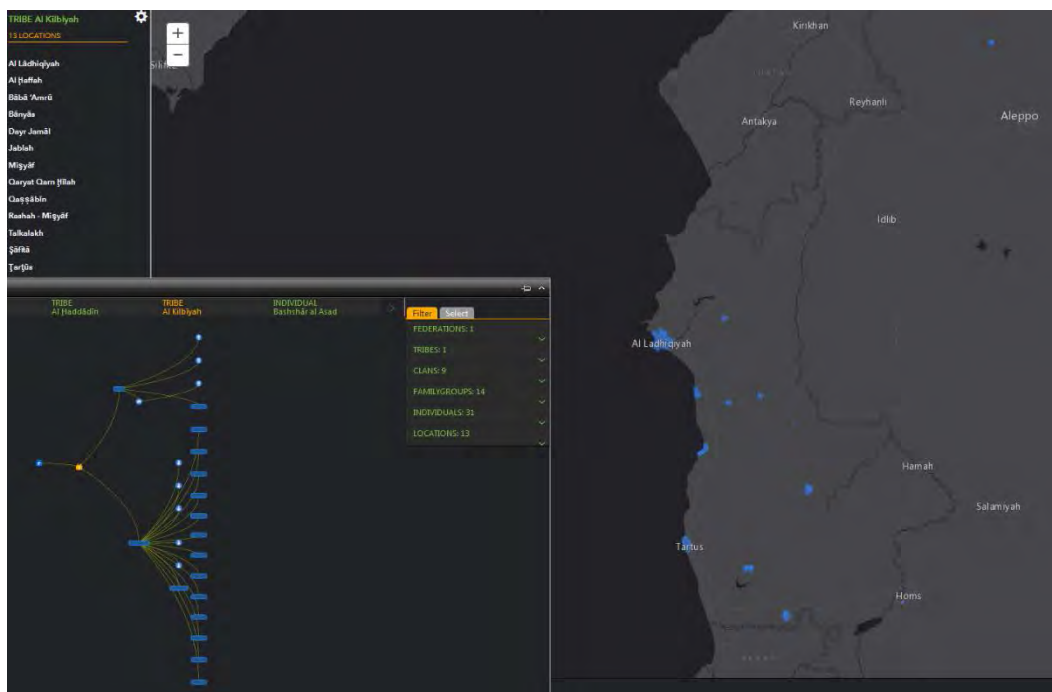 TRIBE Al Kilbīyah
13 LOCATIONS
Al Lādhiqīyah
Al Ḩaffah
Bābā 'Amrū
Bānyās
Dayr Jamāl
Jablah
Mişyāf
Qaryat Qarn Ḩilah
Qaşşābīn
Raahah - Mişyāf
Talkalakh
Şāfītā
Ţarţūs
+
−
Kirikhan
Reyhanli
Antakya
Aleppo
Idlib
Al Ladhiqiyah
Hamah
Salamiyah
Tartus
Homs
TRIBE
Al Ḩaddādīn
TRIBE
Al Kilbīyah
INDIVIDUAL
Bashshār al Asad
Filter
Select
FEDERATIONS: 1
TRIBES: 1
CLANS: 9
FAMILYGROUPS: 14
INDIVIDUALS: 31
LOCATIONS: 13